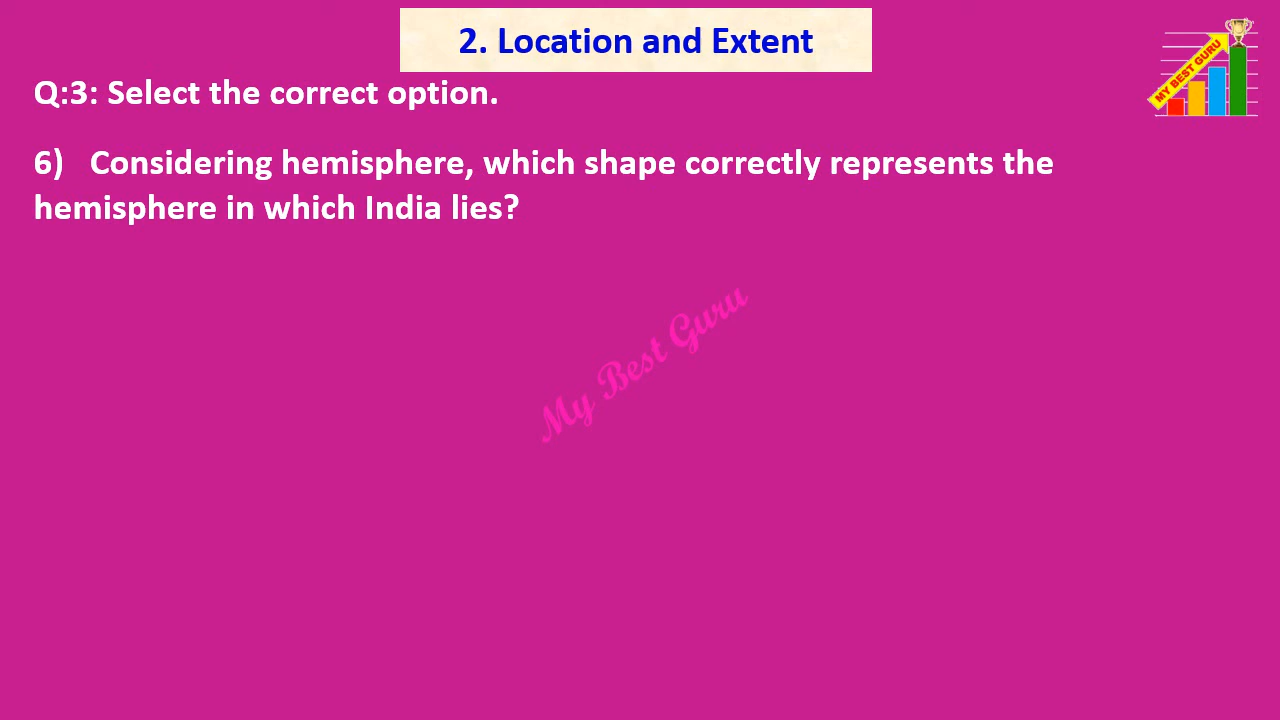 2. Location and Extent
MY BEST GURU
Q:3: Select the correct option.
6) Considering hemisphere, which shape correctly represents the
hemisphere in which India lies?
My Best Guru